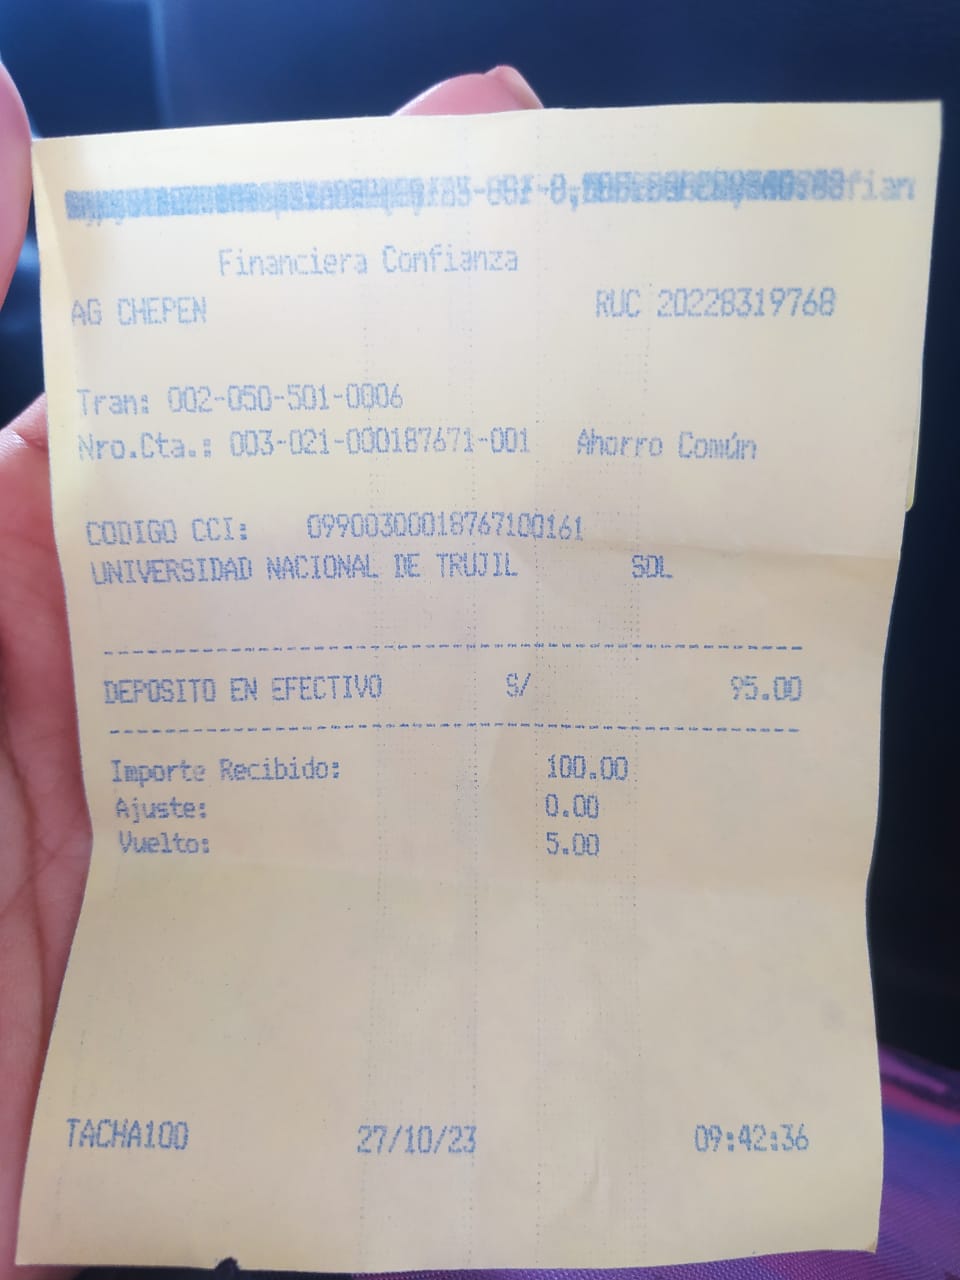 Financiera Confianza
AG CHEPEN RUC 20228319768
Tran: 002-050-501-0006
Nro.Cta.: 003-021-000187671-001 Ahorro Común
CODIGO CCI: 09900300018767100161
UNIVERSIDAD NACIONAL DE TRUJIL SOL
DEPOSITO EN EFECTIVO S/ 95.00
Importe Recibido: 100.00
Ajuste: 0.00
Vuelto: 5.00
TACHA100 27/10/23 09:42:36